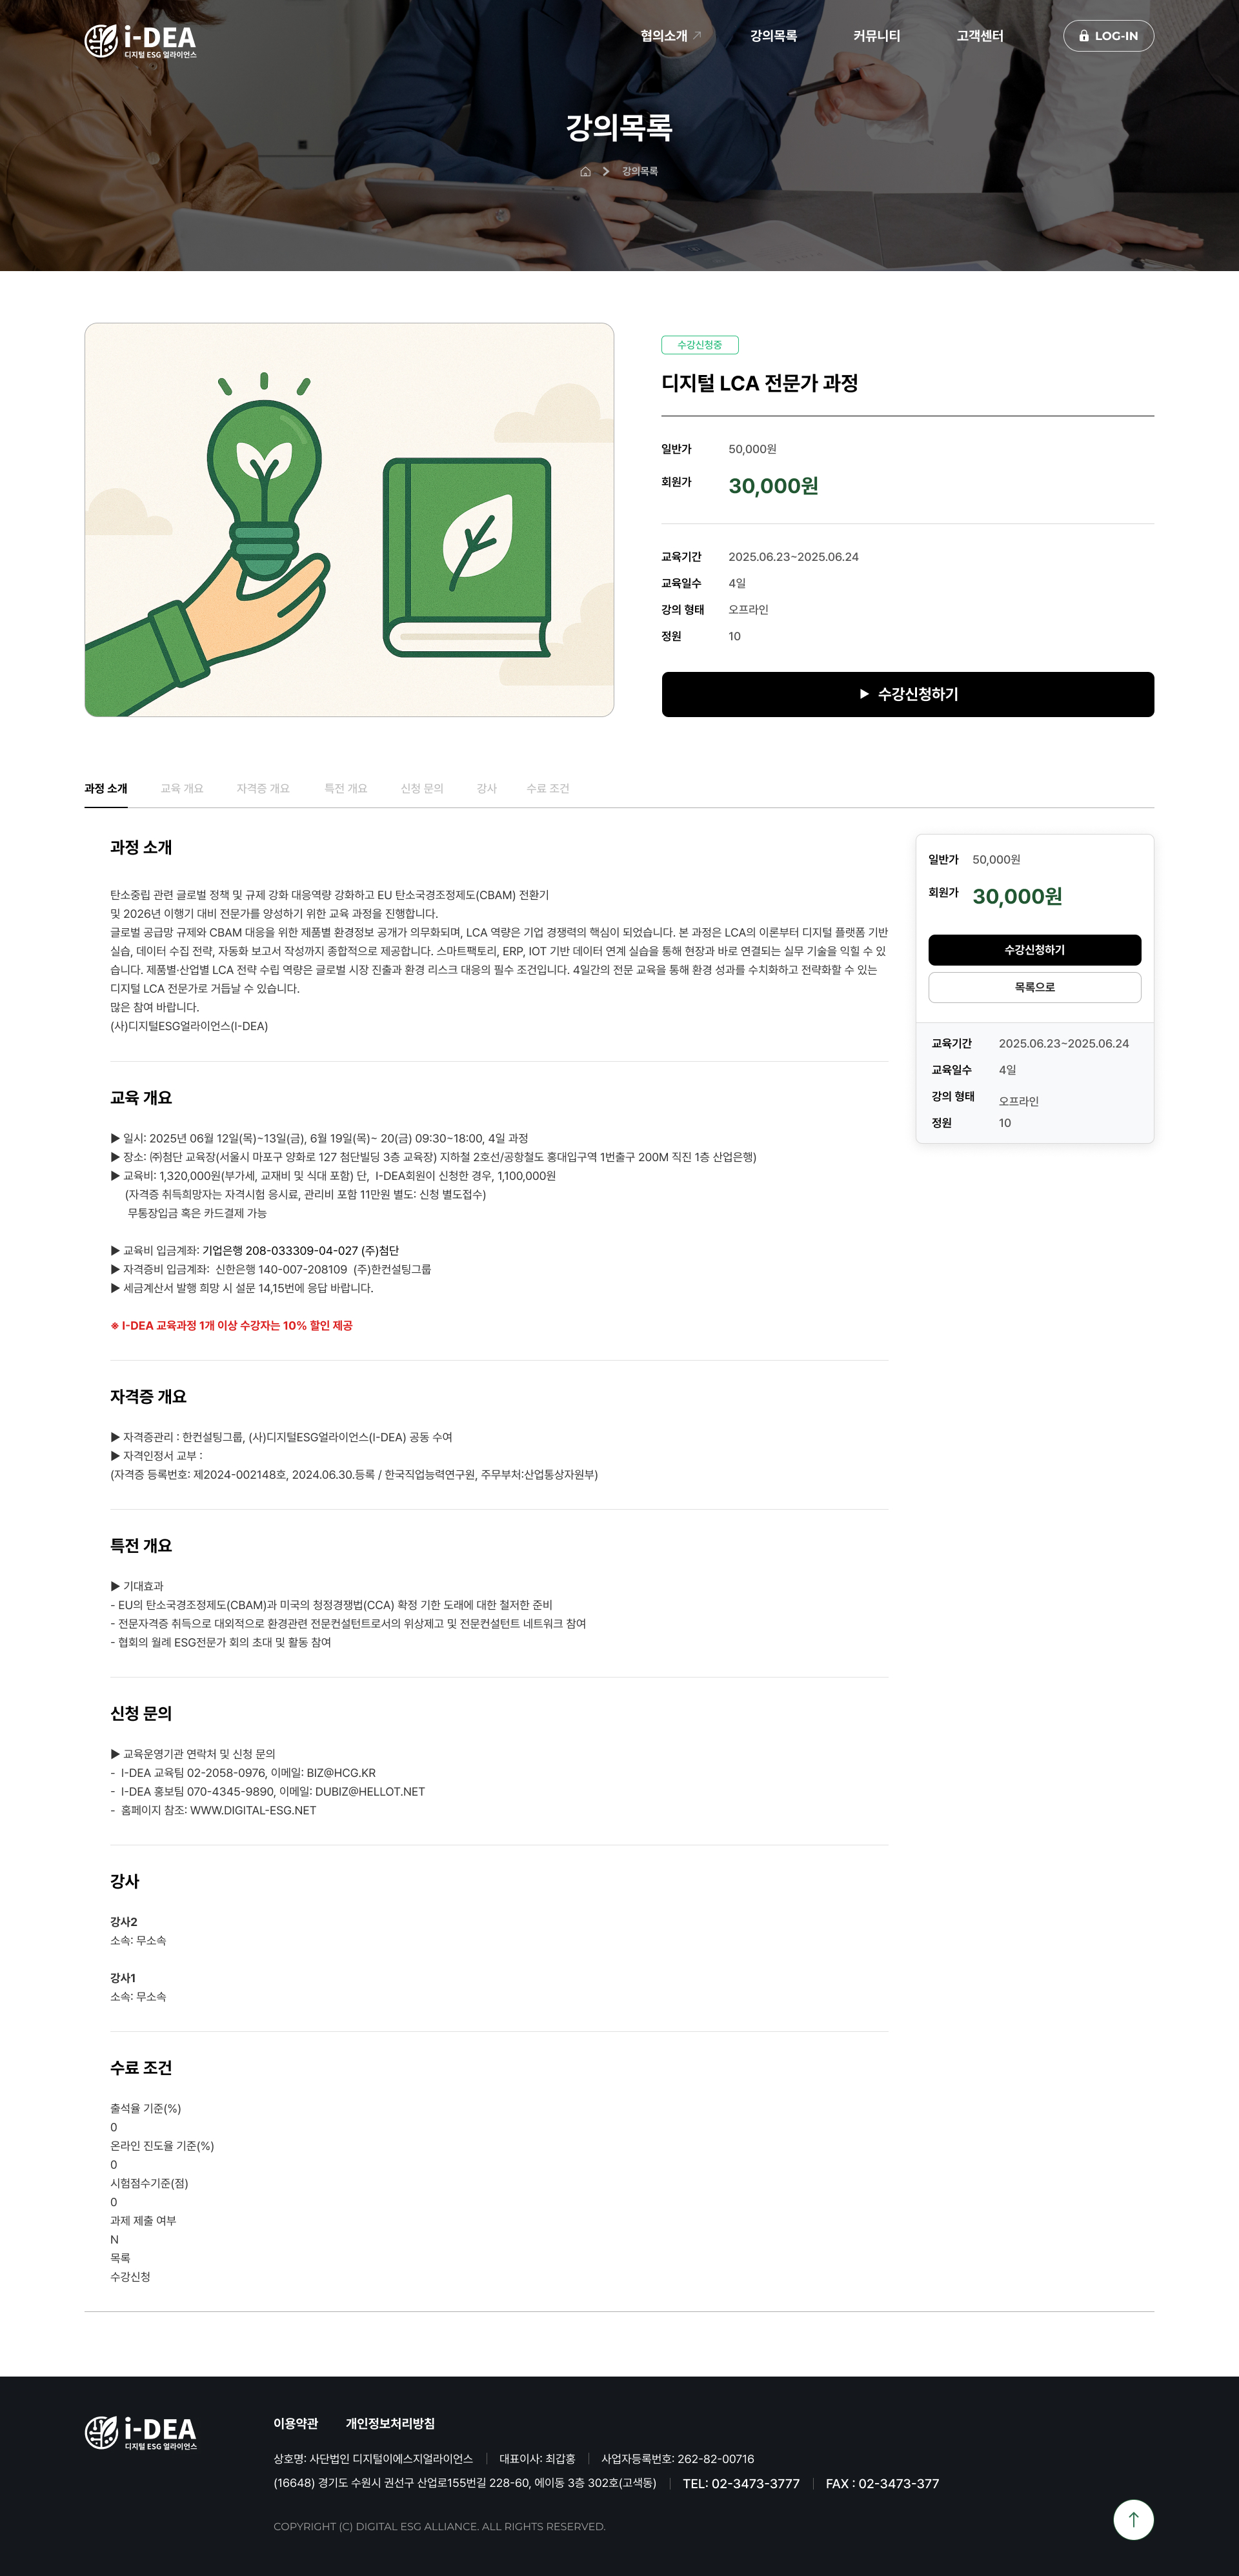 i-DEA
디지털 ESG 얼라이언스
협의소개
강의목록
커뮤니티
고객센터
LOG-IN
강의목록
강의목록
수강신청중
디지털 LCA 전문가 과정
일반가 50,000원
회원가 30,000원
교육기간 2025.06.23~2025.06.24
교육일수 4일
강의 형태 오프라인
정원 10
▶ 수강신청하기
과정 소개 교육 개요 자격증 개요 특전 개요 신청 문의 강사 수료 조건
과정 소개
탄소중립 관련 글로벌 정책 및 규제 강화 대응역량 강화하고 EU 탄소국경조정제도(CBAM) 전환기
및 2026년 이행기 대비 전문가를 양성하기 위한 교육 과정을 진행합니다.
글로벌 공급망 규제와 CBAM 대응을 위한 제품별 환경정보 공개가 의무화되며, LCA 역량은 기업 경쟁력의 핵심이 되었습니다. 본 과정은 LCA의 이론부터 디지털 플랫폼 기반
실습, 데이터 수집 전략, 자동화 보고서 작성까지 종합적으로 제공합니다. 스마트팩토리, ERP, IOT 기반 데이터 연계 실습을 통해 현장과 바로 연결되는 실무 기술을 익힐 수 있
습니다. 제품별·산업별 LCA 전략 수립 역량은 글로벌 시장 진출과 환경 리스크 대응의 필수 조건입니다. 4일간의 전문 교육을 통해 환경 성과를 수치화하고 전략화할 수 있는
디지털 LCA 전문가로 거듭날 수 있습니다.
많은 참여 바랍니다.
(사)디지털ESG얼라이언스(I-DEA)
일반가 50,000원
회원가 30,000원
수강신청하기
목록으로
교육기간 2025.06.23~2025.06.24
교육일수 4일
강의 형태 오프라인
정원 10
교육 개요
▶ 일시: 2025년 06월 12일(목)~13일(금), 6월 19일(목)~ 20(금) 09:30~18:00, 4일 과정
▶ 장소: ㈜첨단 교육장(서울시 마포구 양화로 127 첨단빌딩 3층 교육장) 지하철 2호선/공항철도 홍대입구역 1번출구 200M 직진 1층 산업은행)
▶ 교육비: 1,320,000원(부가세, 교재비 및 식대 포함) 단, I-DEA회원이 신청한 경우, 1,100,000원
(자격증 취득희망자는 자격시험 응시료, 관리비 포함 11만원 별도: 신청 별도접수)
무통장입금 혹은 카드결제 가능
▶ 교육비 입금계좌: 기업은행 208-033309-04-027 (주)첨단
▶ 자격증비 입금계좌: 신한은행 140-007-208109 (주)한컨설팅그룹
▶ 세금계산서 발행 희망 시 설문 14,15번에 응답 바랍니다.
※ I-DEA 교육과정 1개 이상 수강자는 10% 할인 제공
자격증 개요
▶ 자격증관리 : 한컨설팅그룹, (사)디지털ESG얼라이언스(I-DEA) 공동 수여
▶ 자격인정서 교부 :
(자격증 등록번호: 제2024-002148호, 2024.06.30.등록 / 한국직업능력연구원, 주무부처:산업통상자원부)
특전 개요
▶ 기대효과
- EU의 탄소국경조정제도(CBAM)과 미국의 청정경쟁법(CCA) 확정 기한 도래에 대한 철저한 준비
- 전문자격증 취득으로 대외적으로 환경관련 전문컨설턴트로서의 위상제고 및 전문컨설턴트 네트워크 참여
- 협회의 월례 ESG전문가 회의 초대 및 활동 참여
신청 문의
▶ 교육운영기관 연락처 및 신청 문의
- I-DEA 교육팀 02-2058-0976, 이메일: BIZ@HCG.KR
- I-DEA 홍보팀 070-4345-9890, 이메일: DUBIZ@HELLOT.NET
- 홈페이지 참조: WWW.DIGITAL-ESG.NET
강사
강사2
소속: 무소속
강사1
소속: 무소속
수료 조건
출석율 기준(%)
0
온라인 진도율 기준(%)
0
시험점수기준(점)
0
과제 제출 여부
N
목록
수강신청
i-DEA
디지털 ESG 얼라이언스
이용약관 개인정보처리방침
상호명: 사단법인 디지털이에스지얼라이언스 대표이사: 최갑홍 사업자등록번호: 262-82-00716
(16648) 경기도 수원시 권선구 산업로155번길 228-60, 에이동 3층 302호(고색동) TEL: 02-3473-3777 FAX : 02-3473-377
COPYRIGHT (C) DIGITAL ESG ALLIANCE. ALL RIGHTS RESERVED.